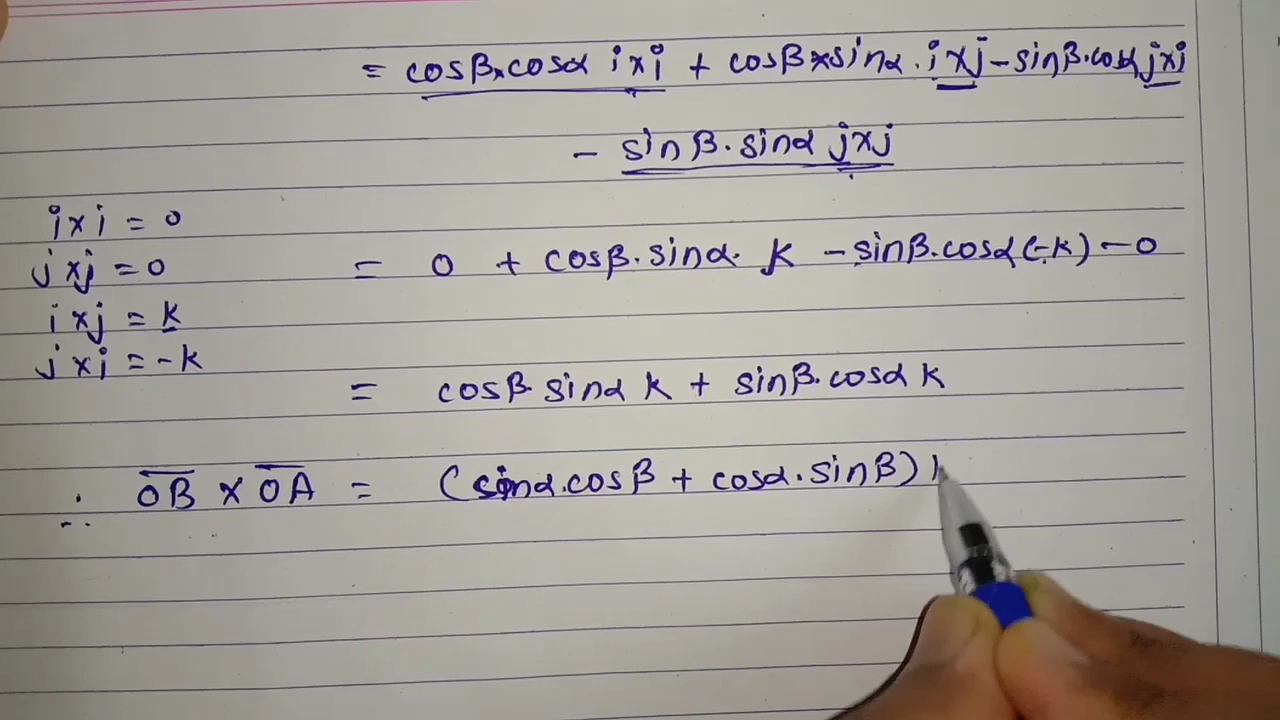 = cosβ×cosα i×i + cosβ×sinα. i×j - sinβ.cosα j×i
- sinβ.sinα j×j
i×i = 0
j×j = 0
= 0 + cosβ.sinα. k - sinβ.cosα(-k) - 0
i×j = k
j×i = -k
= cosβ. sinα k + sinβ.cosα k
∴ OB × OA = (sinα.cosβ + cosα.sinβ) k